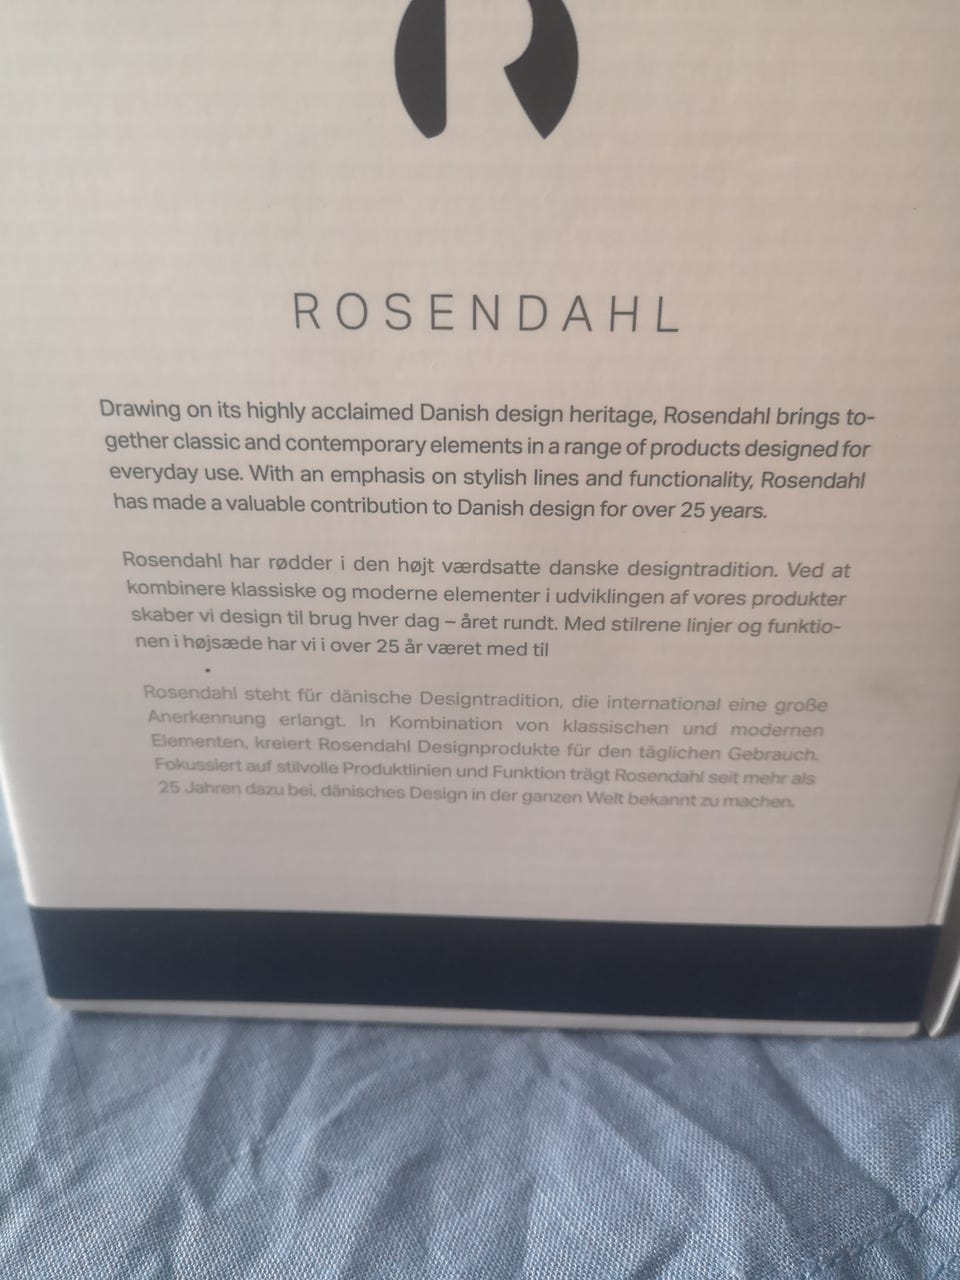 ROSENDAHL
Drawing on its highly acclaimed Danish design heritage, Rosendahl brings to-
gether classic and contemporary elements in a range of products designed for
everyday use. With an emphasis on stylish lines and functionality, Rosendahl
has made a valuable contribution to Danish design for over 25 years.
Rosendahl har rødder i den højt værdsatte danske designtradition. Ved at
kombinere klassiske og moderne elementer i udviklingen af vores produkter
skaber vi design til brug hver dag – året rundt. Med stilrene linjer og funktio-
nen i højsæde har vi i over 25 år været med til
Rosendahl steht für dänische Designtradition, die international eine große
Anerkennung erlangt. In Kombination von klassischen und modernen
Elementen, kreiert Rosendahl Designprodukte für den täglichen Gebrauch.
Fokussiert auf stilvolle Produktlinien und Funktion trägt Rosendahl seit mehr als
25 Jahren dazu bei, dänisches Design in der ganzen Welt bekannt zu machen.